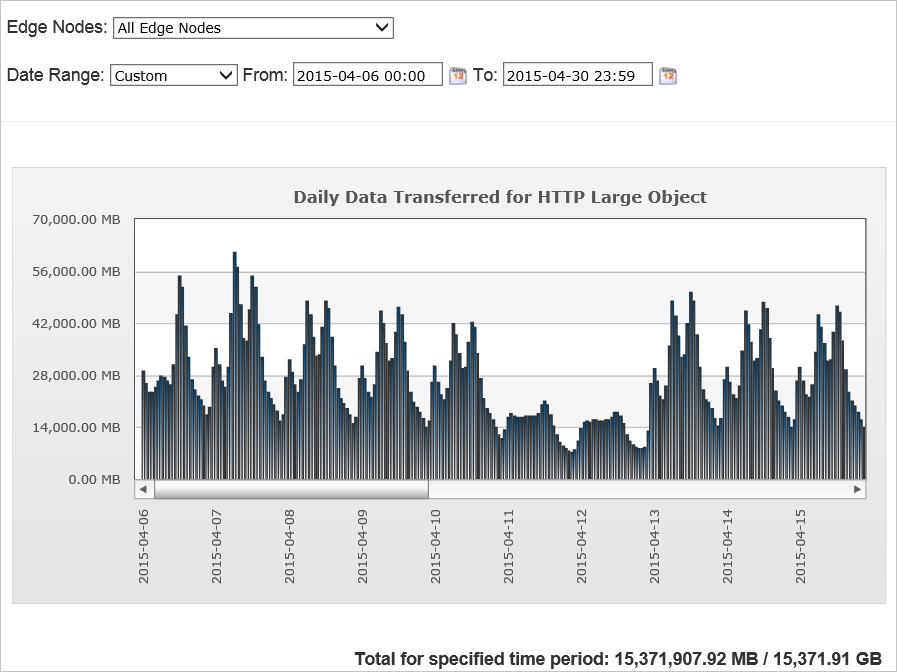 Edge Nodes: All Edge Nodes
Date Range: Custom From: 2015-04-06 00:00 12 To: 2015-04-30 23:59 12
Daily Data Transferred for HTTP Large Object
70,000.00 MB
56,000.00 MB
42,000.00 MB
28,000.00 MB
14,000.00 MB
0.00 MB
2015-04-06
2015-04-07
2015-04-08
2015-04-09
2015-04-10
2015-04-11
2015-04-12
2015-04-13
2015-04-14
2015-04-15
Total for specified time period: 15,371,907.92 MB / 15,371.91 GB